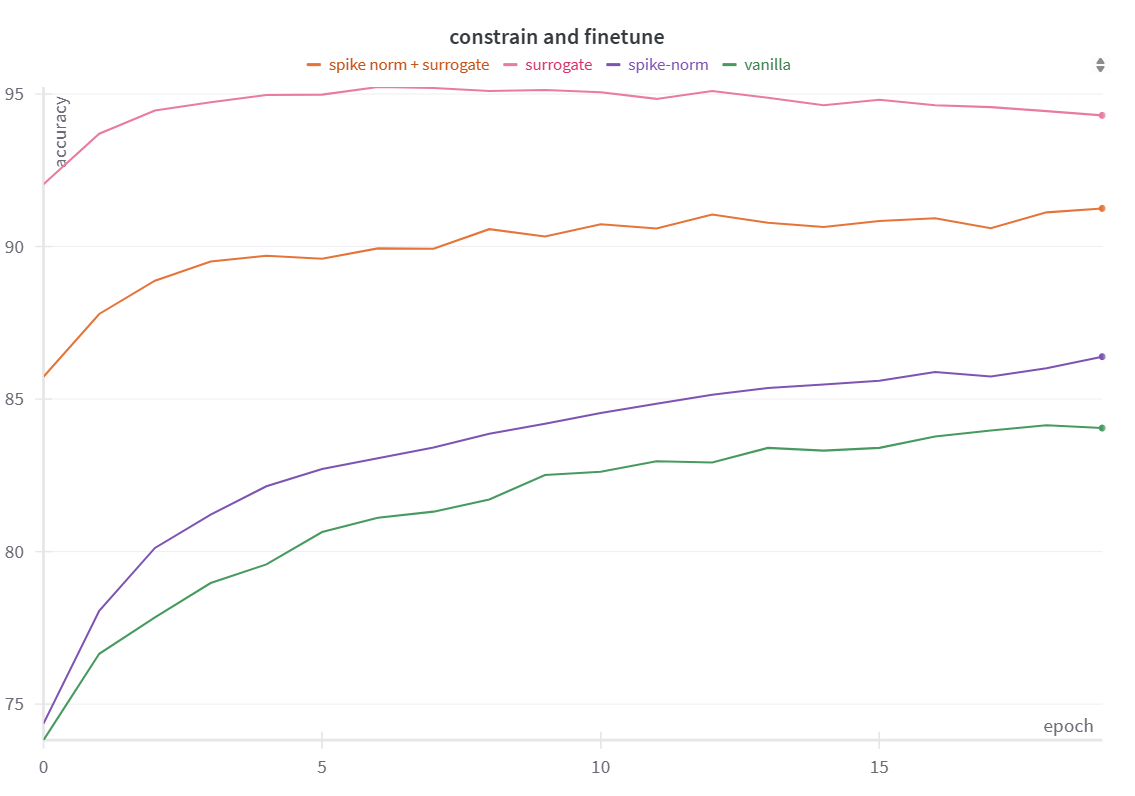 constrain and finetune
spike norm + surrogate surrogate spike-norm vanilla
accuracy
95
90
85
80
75
epoch
0 5 10 15